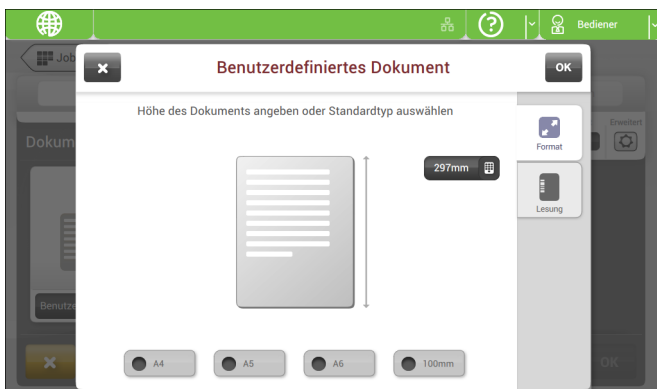 Bediener
Job
Benutzerdefiniertes Dokument
OK
Höhe des Dokuments angeben oder Standardtyp auswählen
Dokum
Erweitert
Format
297mm
Lesung
Benutze
A4
A5
A6
100mm
OK